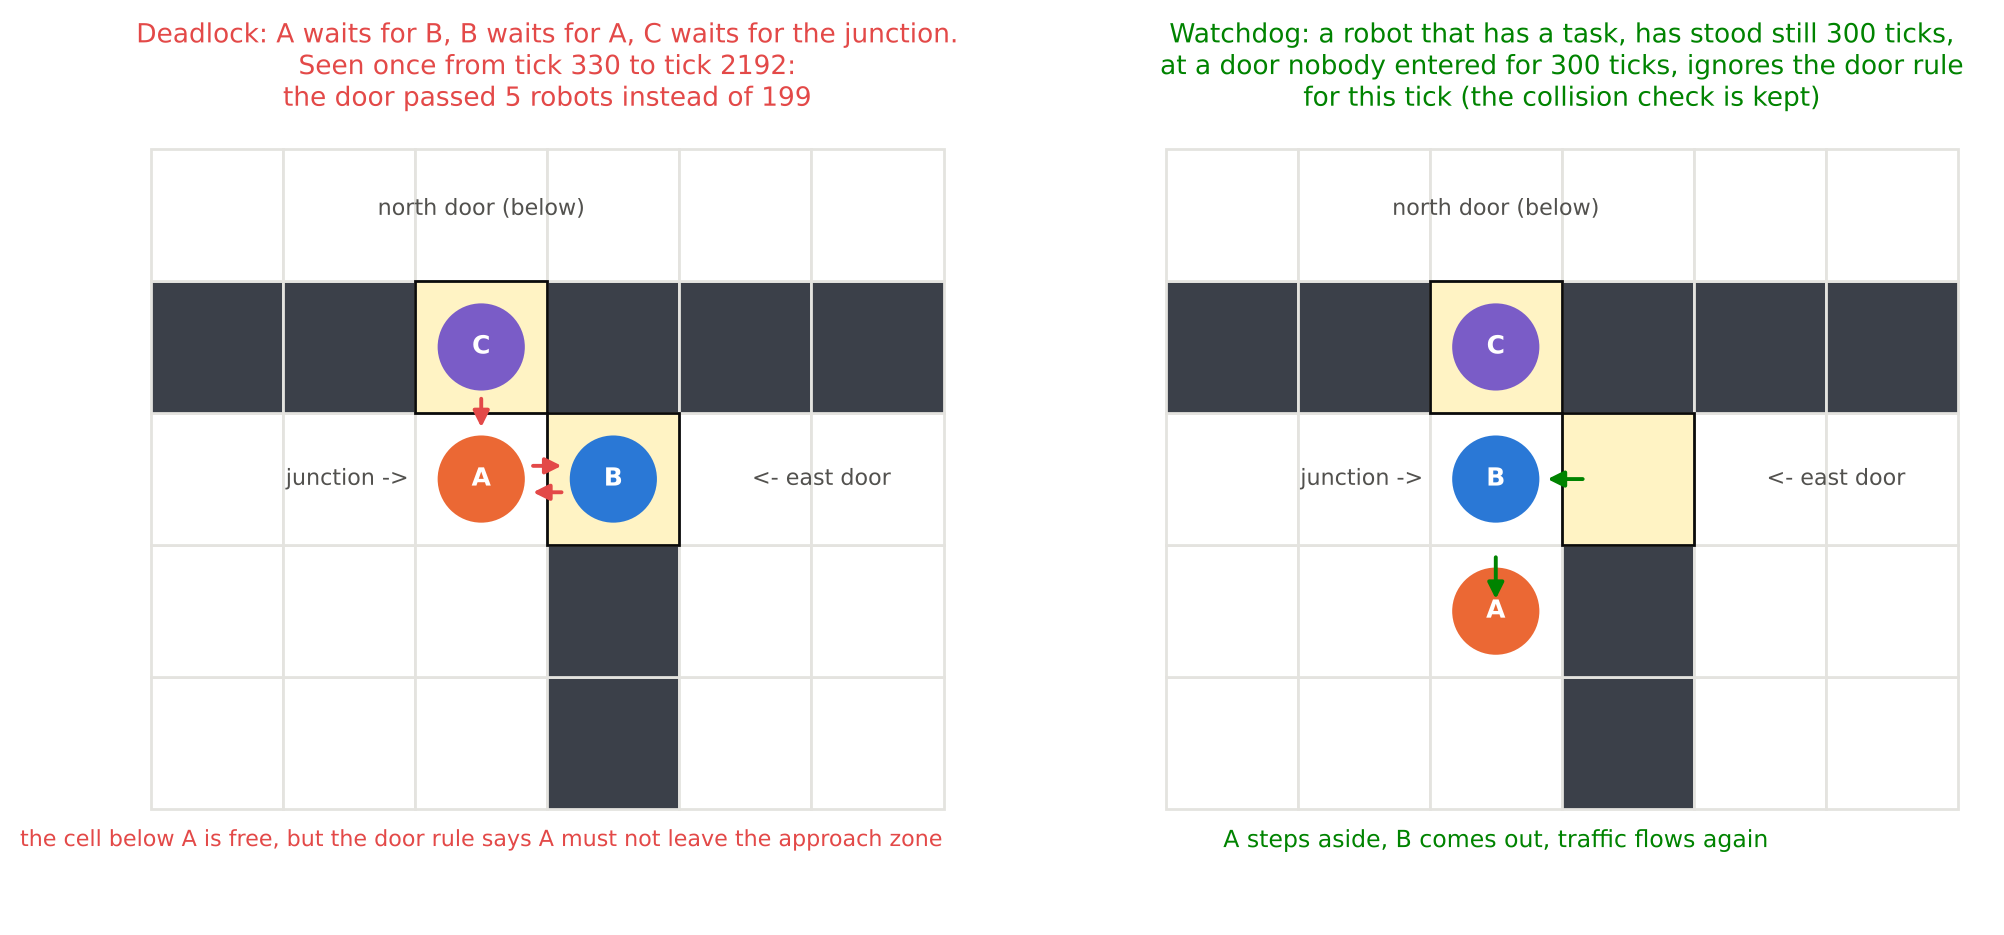 Deadlock: A waits for B, B waits for A, C waits for the junction.
Seen once from tick 330 to tick 2192:
the door passed 5 robots instead of 199
north door (below)
C
junction ->
A
B
<- east door
the cell below A is free, but the door rule says A must not leave the approach zone
Watchdog: a robot that has a task, has stood still 300 ticks,
at a door nobody entered for 300 ticks, ignores the door rule
for this tick (the collision check is kept)
north door (below)
C
junction ->
B
<- east door
A
A steps aside, B comes out, traffic flows again